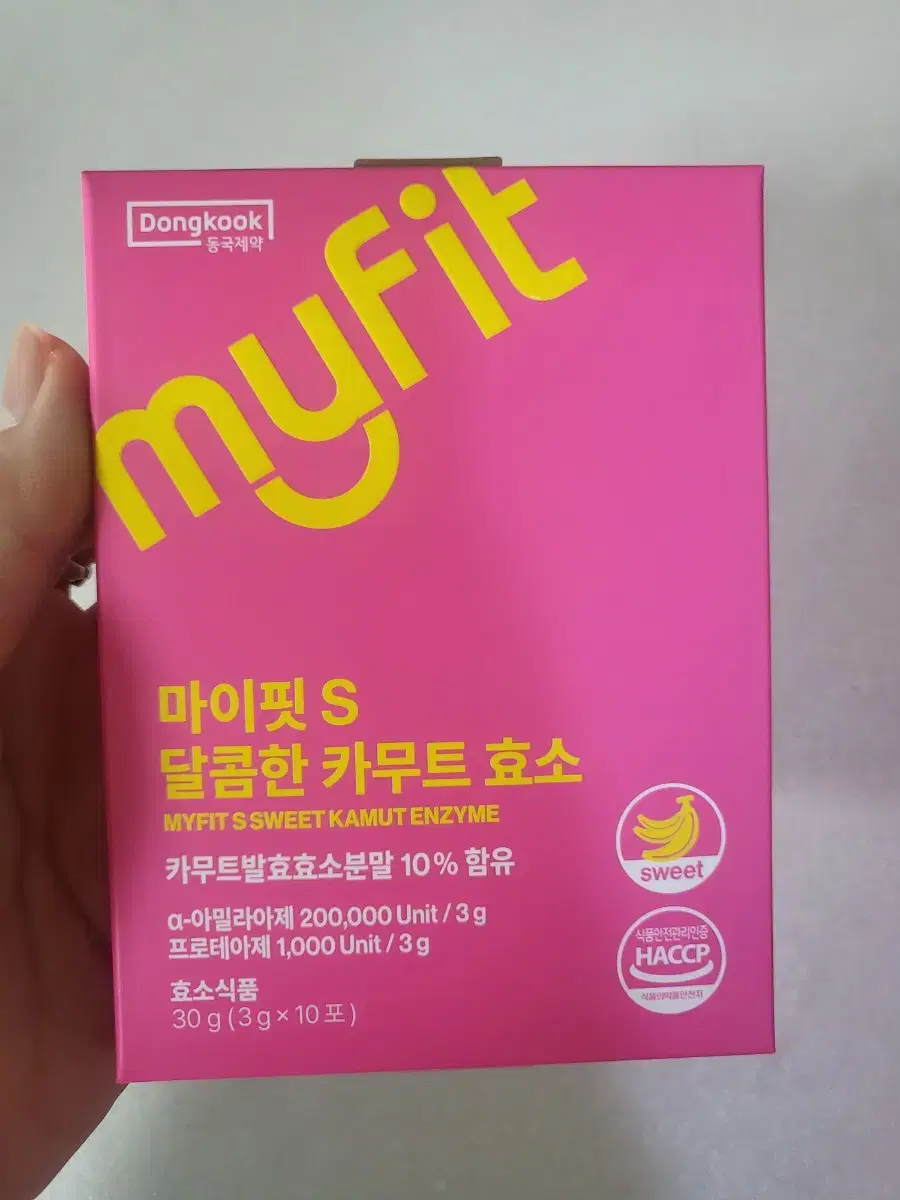 Dongkook
동국제약
myfit
마이핏 S
달콤한 카무트 효소
MYFIT S SWEET KAMUT ENZYME
카무트발효효소분말 10% 함유
α-아밀라아제 200,000 Unit / 3 g
프로테아제 1,000 Unit / 3 g
효소식품
30 g ( 3 g × 10 포 )
sweet
식품안전관리인증
HACCP
식품의약품안전처